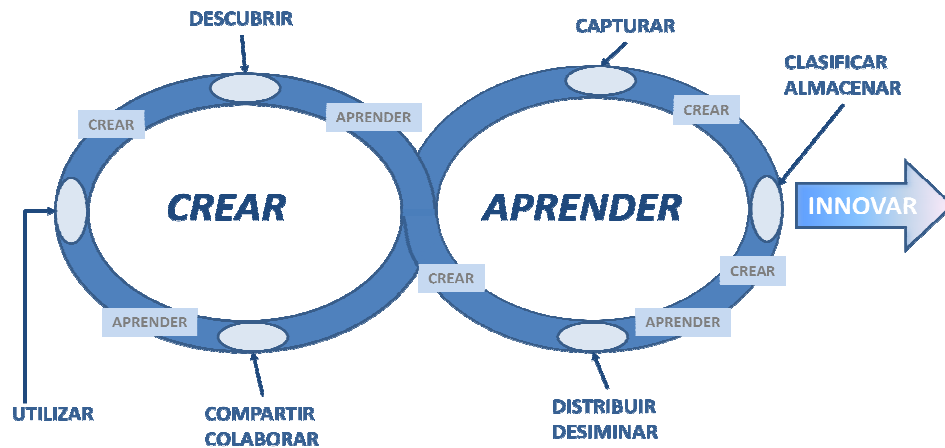 DESCUBRIR
CAPTURAR
CLASIFICAR
ALMACENAR
CREAR
APRENDER
CREAR
CREAR
APRENDER
INNOVAR
CREAR
CREAR
APRENDER
APRENDER
UTILIZAR
COMPARTIR
COLABORAR
DISTRIBUIR
DESIMINAR